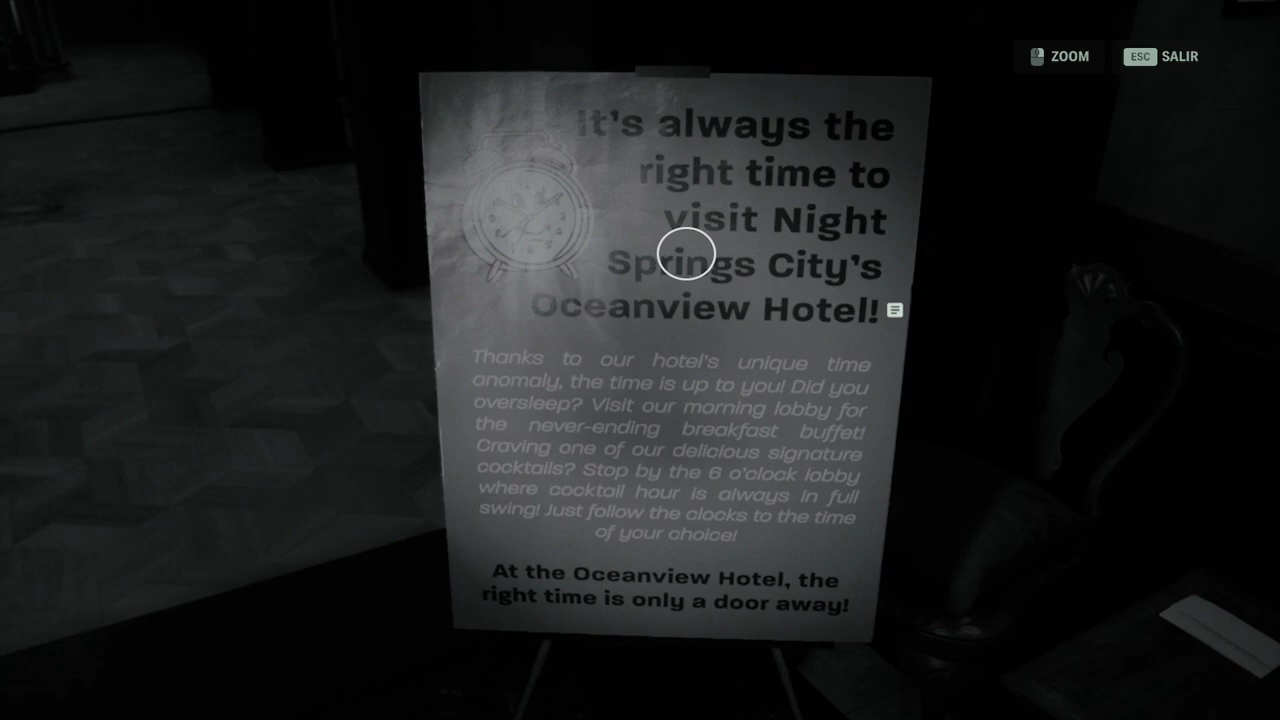 ZOOM
ESC SALIR
It's always the
right time to
visit Night
Springs City's
Oceanview Hotel!
Thanks to our hotel's unique time
anomaly, the time is up to you! Did you
oversleep? Visit our morning lobby for
the never-ending breakfast buffet!
Craving one of our delicious signature
cocktails? Stop by the 6 o'clock lobby
where cocktail hour is always in full
swing! Just follow the clocks to the time
of your choice!
At the Oceanview Hotel, the
right time is only a door away!